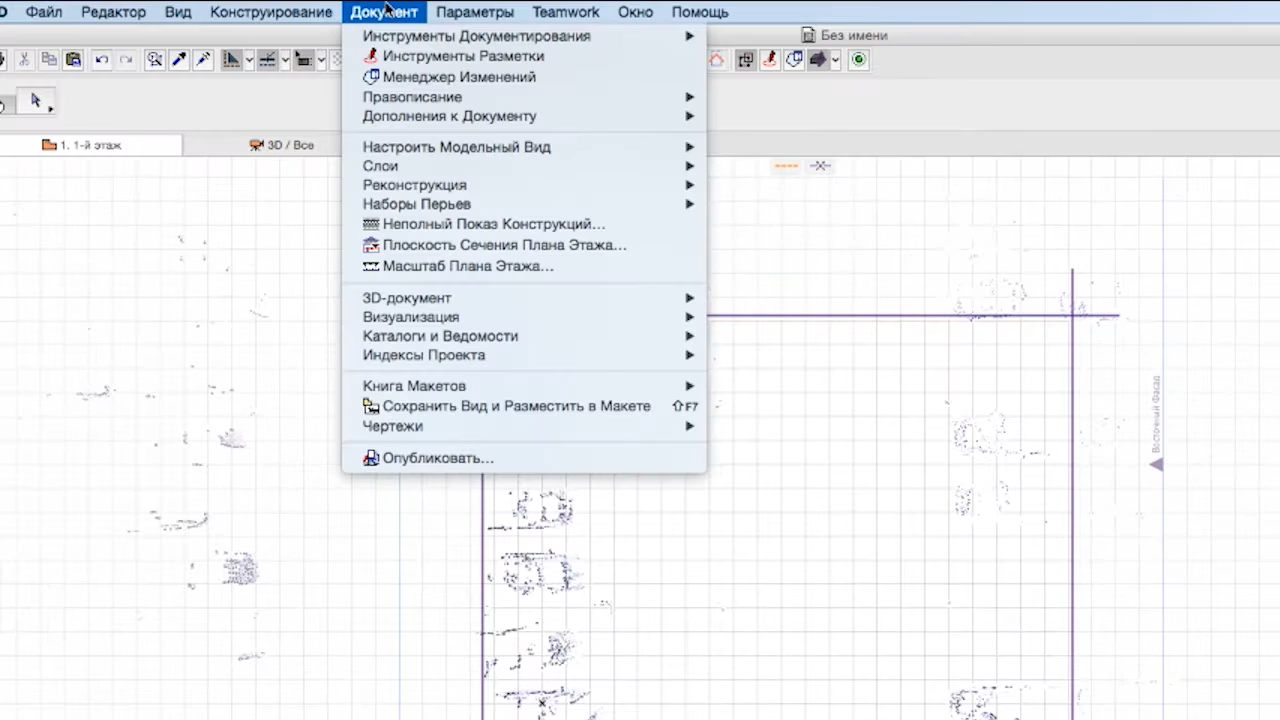 Файл Редактор Вид Конструирование Документ Параметры Teamwork Окно Помощь
Без имени
1. 1-й этаж
3D / Все
Инструменты Документирования
Инструменты Разметки
Менеджер Изменений
Правописание
Дополнения к Документу
Настроить Модельный Вид
Слои
Реконструкция
Наборы Перьев
Неполный Показ Конструкций...
Плоскость Сечения Плана Этажа...
Масштаб Плана Этажа...
3D-документ
Визуализация
Каталоги и Ведомости
Индексы Проекта
Книга Макетов
Сохранить Вид и Разместить в Макете ⇧F7
Чертежи
Опубликовать...
Восточный Фасад